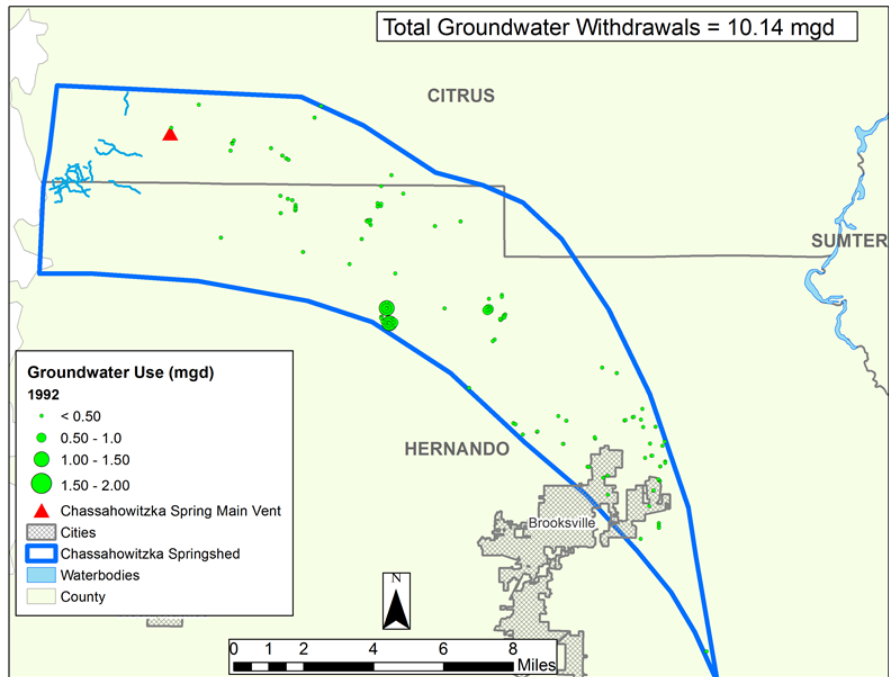 Total Groundwater Withdrawals = 10.14 mgd
CITRUS
SUMTER
Groundwater Use (mgd)
1992
< 0.50
0.50 - 1.0
1.00 - 1.50
1.50 - 2.00
Chassahowitzka Spring Main Vent
Cities
Chassahowitzka Springshed
Waterbodies
County
HERNANDO
Brooksville
N
0 1 2 4 6 8
Miles